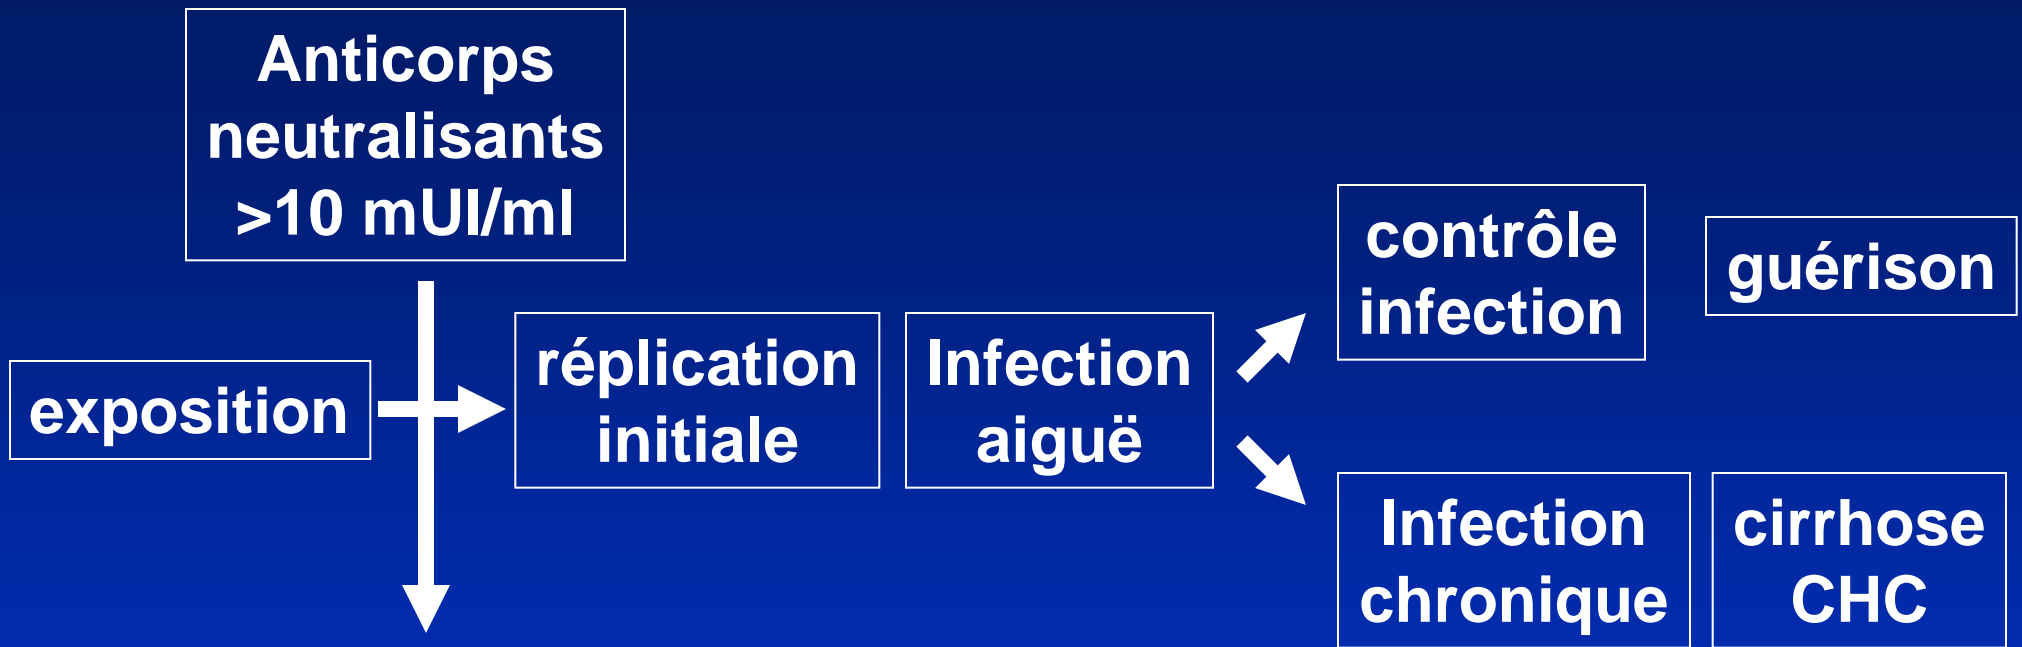 Anticorps
neutralisants
>10 mUI/ml
exposition
réplication
initiale
Infection
aiguë
contrôle
infection
guérison
Infection
chronique
cirrhose
CHC